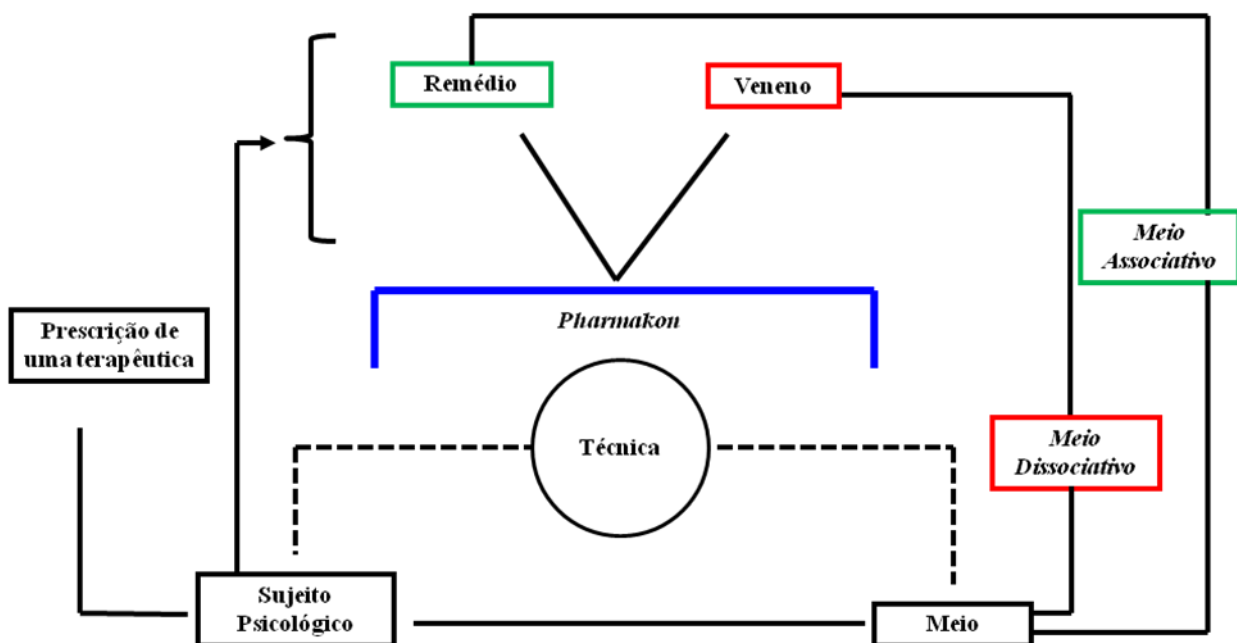 Remédio
Veneno
Meio
Associativo
Pharmakon
Prescrição de
uma terapêutica
Técnica
Meio
Dissociativo
Sujeito
Psicológico
Meio